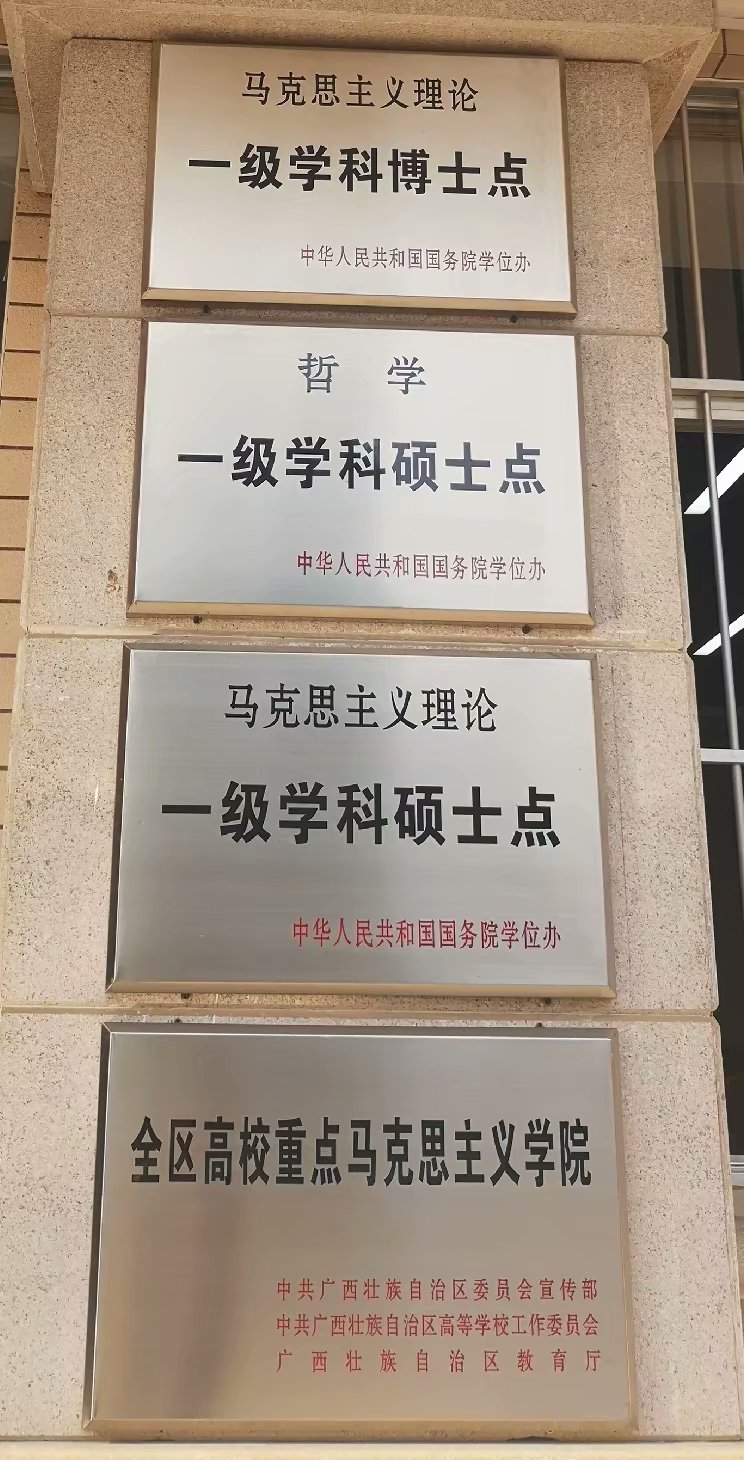 马克思主义理论
一级学科博士点
中华人民共和国国务院学位办
哲 学
一级学科硕士点
中华人民共和国国务院学位办
马克思主义理论
一级学科硕士点
中华人民共和国国务院学位办
全区高校重点马克思主义学院
中共广西壮族自治区委员会宣传部
中共广西壮族自治区高等学校工作委员会
广西壮族自治区教育厅